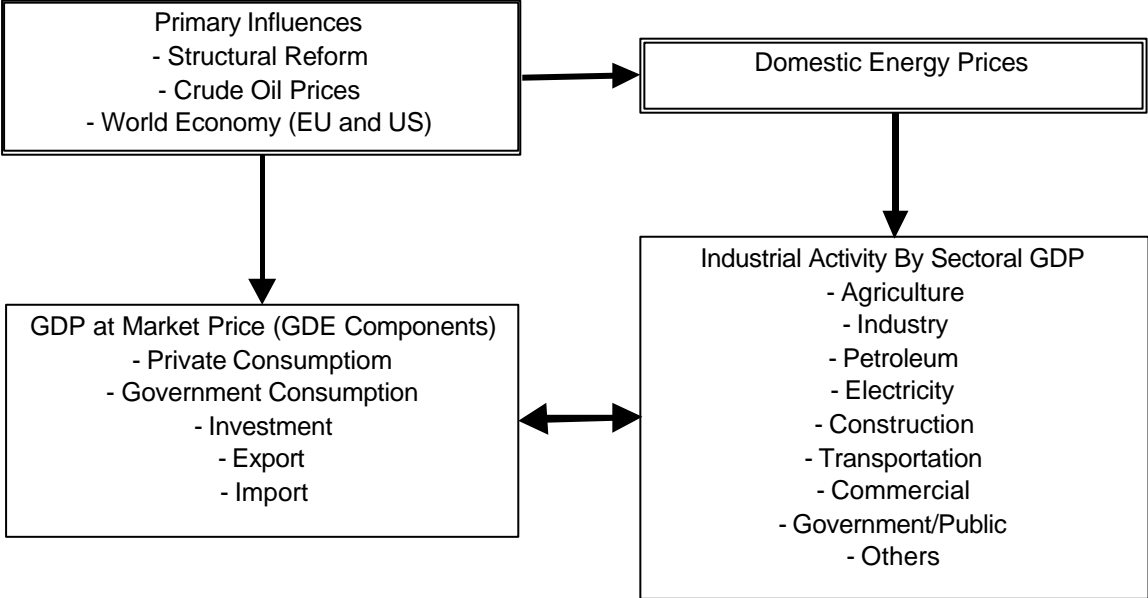 Primary Influences
- Structural Reform
- Crude Oil Prices
- World Economy (EU and US)
Domestic Energy Prices
GDP at Market Price (GDE Components)
- Private Consumptiom
- Government Consumption
- Investment
- Export
- Import
Industrial Activity By Sectoral GDP
- Agriculture
- Industry
- Petroleum
- Electricity
- Construction
- Transportation
- Commercial
- Government/Public
- Others